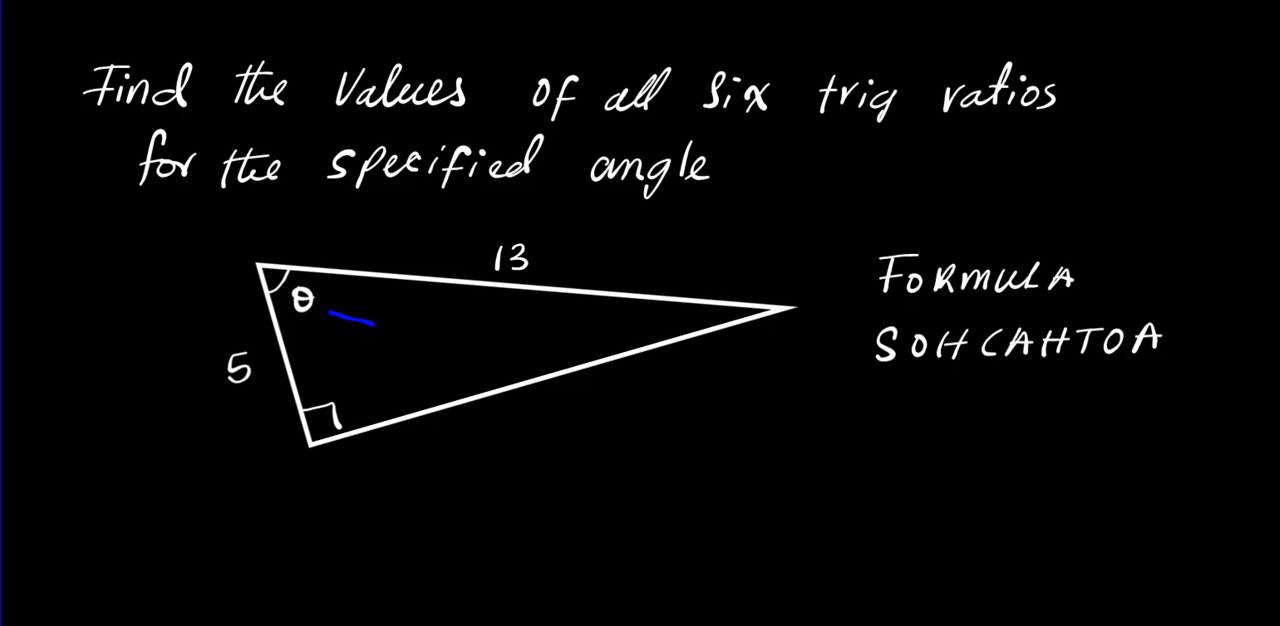 Find the Values of all six trig ratios
for the specified angle
13
FORMULA
θ
SOHCAHTOA
5